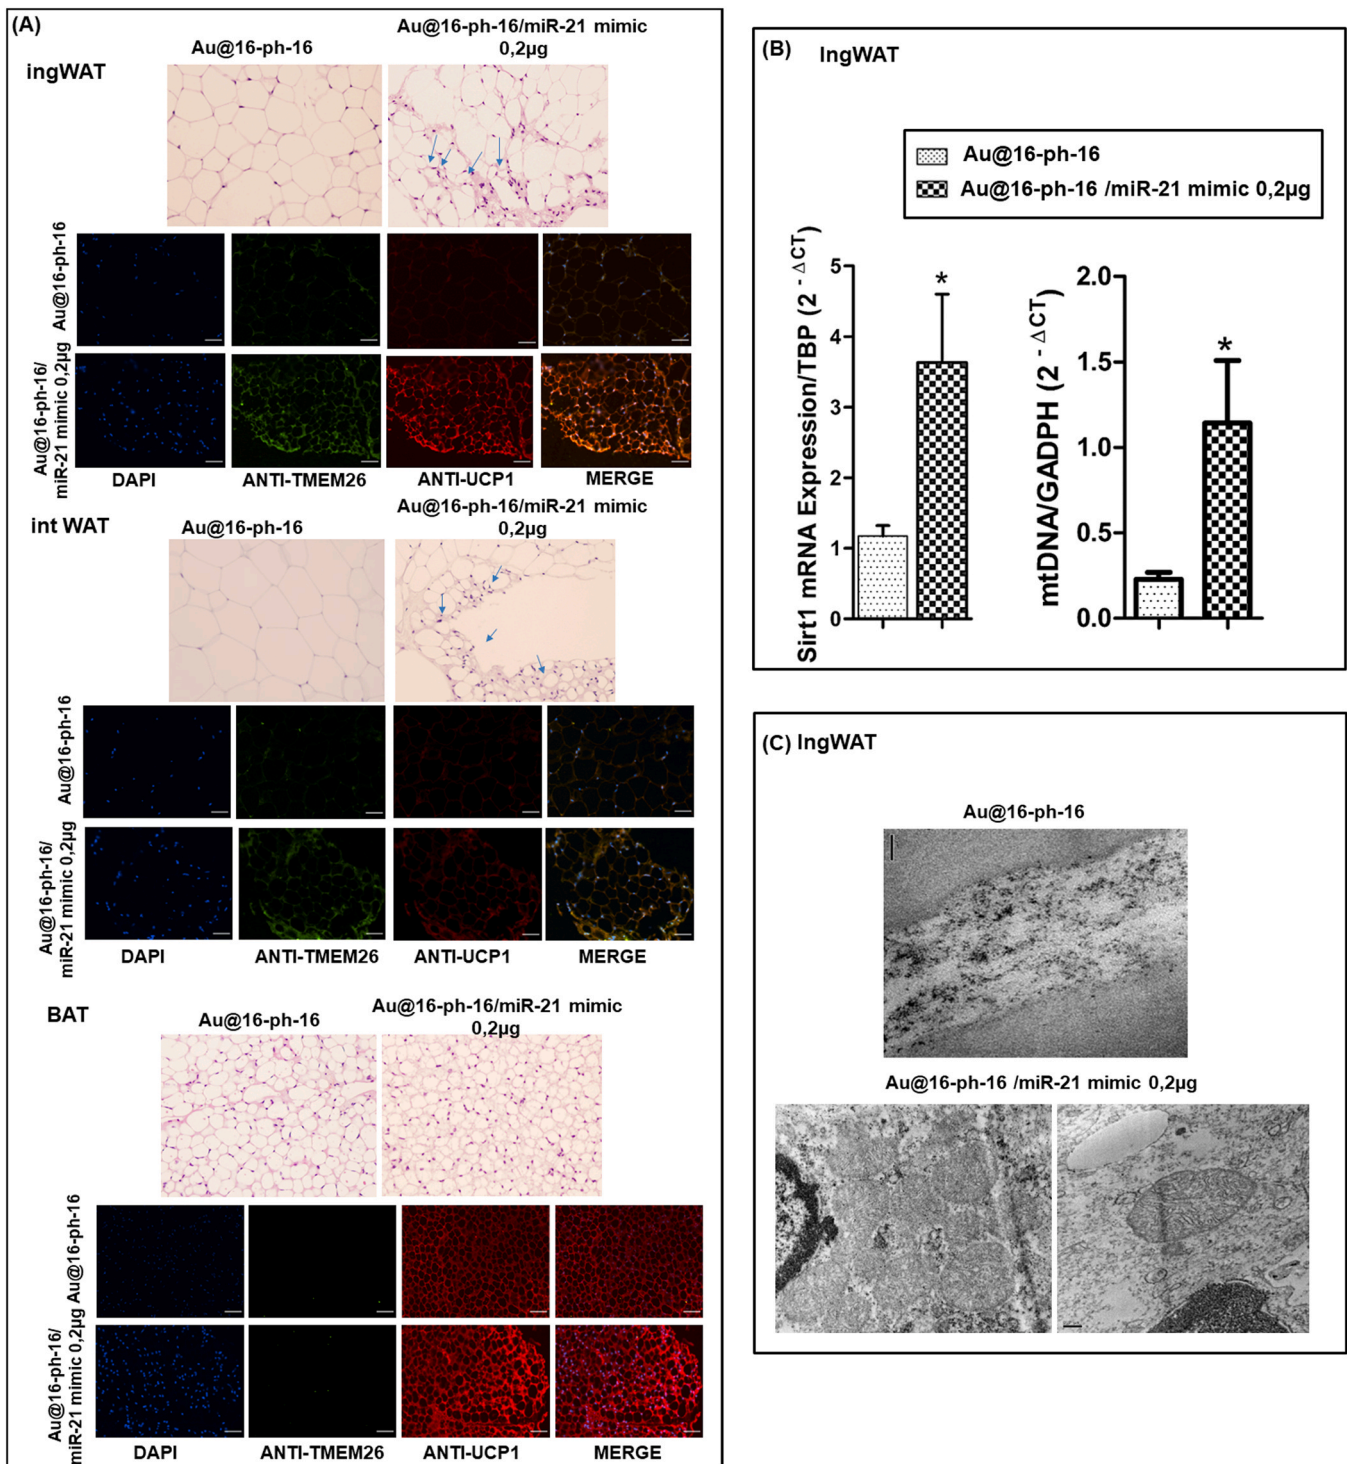 (A)
Au@16-ph-16
Au@16-ph-16/miR-21 mimic
0,2µg
ingWAT
Au@16-ph-16
Au@16-ph-16/
miR-21 mimic 0,2µg
DAPI
ANTI-TMEM26
ANTI-UCP1
MERGE
int WAT
Au@16-ph-16
Au@16-ph-16/miR-21 mimic
0,2µg
Au@16-ph-16
Au@16-ph-16/
miR-21 mimic 0,2µg
DAPI
ANTI-TMEM26
ANTI-UCP1
MERGE
BAT
Au@16-ph-16
Au@16-ph-16/miR-21 mimic
0,2µg
Au@16-ph-16
Au@16-ph-16/
miR-21 mimic 0,2µg
DAPI
ANTI-TMEM26
ANTI-UCP1
MERGE
(B)
IngWAT
Au@16-ph-16
Au@16-ph-16 /miR-21 mimic 0,2µg
Sirt1 mRNA Expression/TBP (2 - ΔCT)
5
4
3
2
1
0
*
mtDNA/GADPH (2 - ΔCT)
2.0
1.5
1.0
0.5
0.0
*
(C) IngWAT
Au@16-ph-16
Au@16-ph-16 /miR-21 mimic 0,2µg